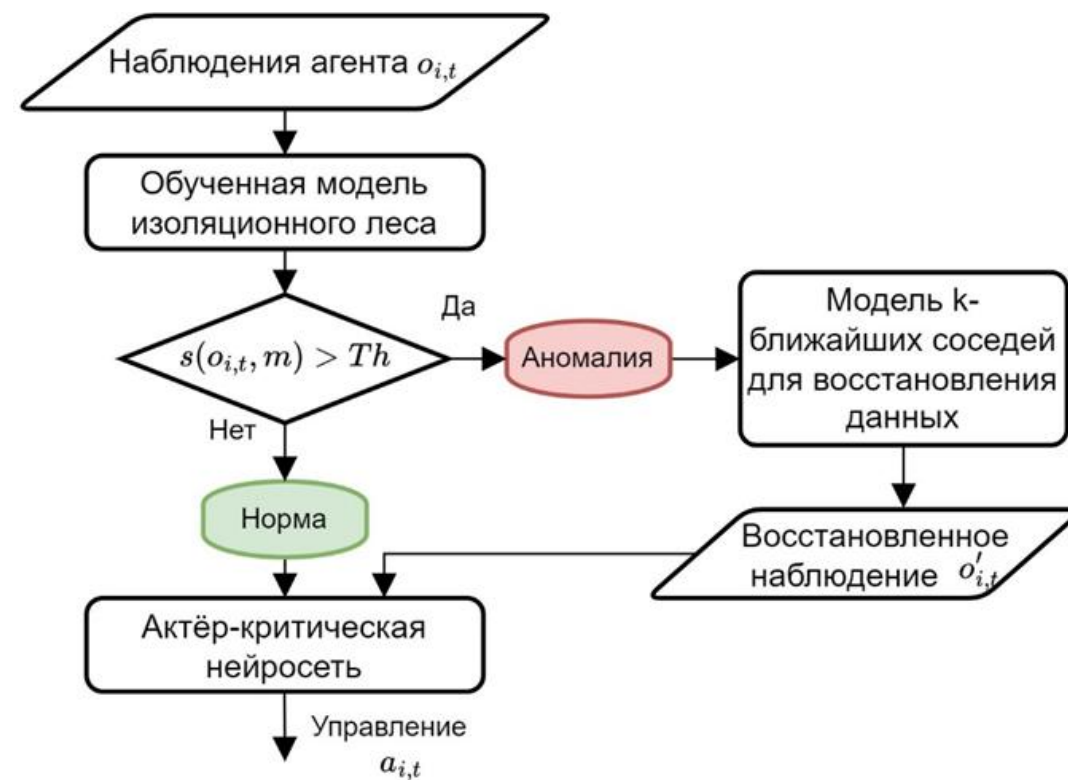 Наблюдения агента o_{i,t}
Обученная модель
изоляционного леса
s(o_{i,t}, m) > Th
Да
Аномалия
Модель k-
ближайших соседей
для восстановления
данных
Нет
Норма
Восстановленное
наблюдение o'_{i,t}
Актёр-критическая
нейросеть
Управление
a_{i,t}